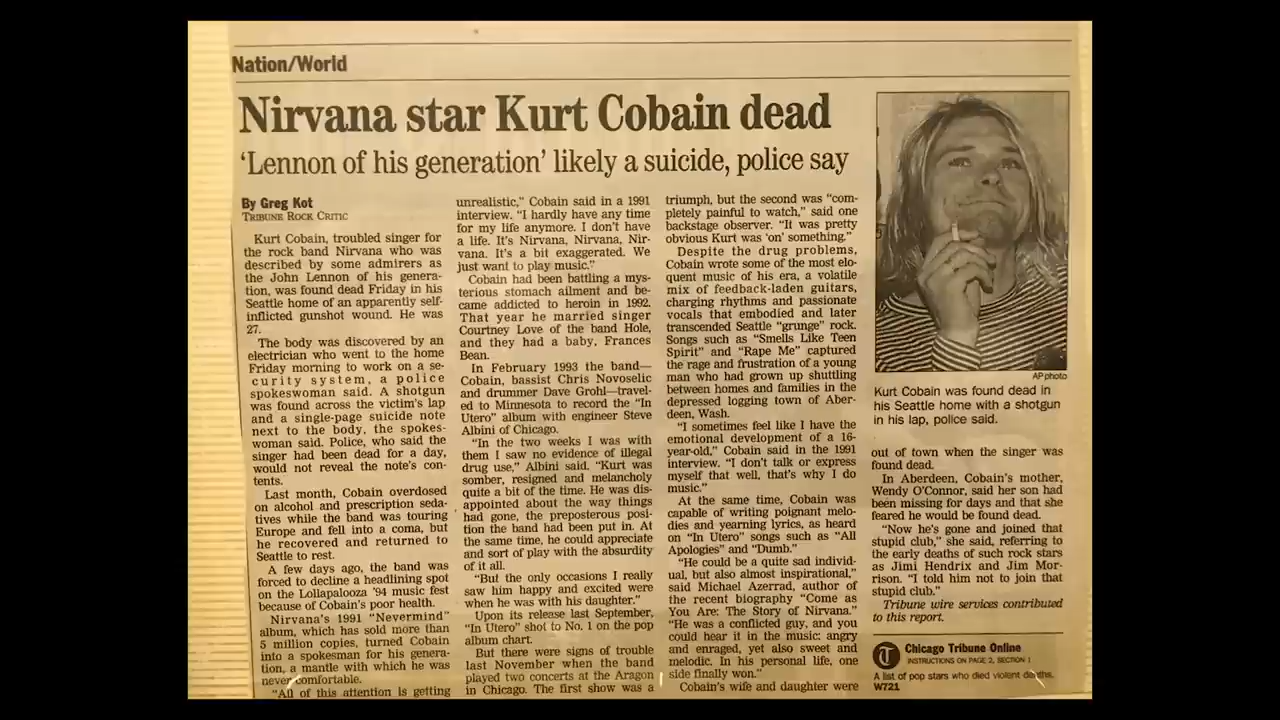 Nation/World
Nirvana star Kurt Cobain dead
'Lennon of his generation' likely a suicide, police say
By Greg Kot
TRIBUNE ROCK CRITIC
Kurt Cobain, troubled singer for
the rock band Nirvana who was
described by some admirers as
the John Lennon of his genera-
tion, was found dead Friday in his
Seattle home of an apparently self-
inflicted gunshot wound. He was
27.
The body was discovered by an
electrician who went to the home
Friday morning to work on a se-
curity system, a police
spokeswoman said. A shotgun
was found across the victim's lap
and a single-page suicide note
next to the body, the spokes-
woman said. Police, who said the
singer had been dead for a day,
would not reveal the note's con-
tents.
Last month, Cobain overdosed
on alcohol and prescription seda-
tives while the band was touring
Europe and fell into a coma, but
he recovered and returned to
Seattle to rest.
A few days ago, the band was
forced to decline a headlining spot
on the Lollapalooza '94 music fest
because of Cobain's poor health.
Nirvana's 1991 "Nevermind"
album, which has sold more than
5 million copies, turned Cobain
into a spokesman for his genera-
tion, a mantle with which he was
never comfortable.
"All of this attention is getting
unrealistic," Cobain said in a 1991
interview. "I hardly have any time
for my life anymore. I don't have
a life. It's Nirvana, Nirvana, Nir-
vana. It's a bit exaggerated. We
just want to play music."
Cobain had been battling a mys-
terious stomach ailment and be-
came addicted to heroin in 1992.
That year he married singer
Courtney Love of the band Hole,
and they had a baby, Frances
Bean.
In February 1993 the band—
Cobain, bassist Chris Novoselic
and drummer Dave Grohl—travel-
ed to Minnesota to record the "In
Utero" album with engineer Steve
Albini of Chicago.
"In the two weeks I was with
them I saw no evidence of illegal
drug use," Albini said. "Kurt was
somber, resigned and melancholy
quite a bit of the time. He was dis-
appointed about the way things
had gone, the preposterous posi-
tion the band had been put in. At
the same time, he could appreciate
and sort of play with the absurdity
of it all.
"But the only occasions I really
saw him happy and excited were
when he was with his daughter."
Upon its release last September,
"In Utero" shot to No. 1 on the pop
album chart.
But there were signs of trouble
last November when the band
played two concerts at the Aragon
in Chicago. The first show was a
triumph, but the second was "com-
pletely painful to watch," said one
backstage observer. "It was pretty
obvious Kurt was 'on' something."
Despite the drug problems,
Cobain wrote some of the most elo-
quent music of his era, a volatile
mix of feedback-laden guitars,
charging rhythms and passionate
vocals that embodied and later
transcended Seattle "grunge" rock.
Songs such as "Smells Like Teen
Spirit" and "Rape Me" captured
the rage and frustration of a young
man who had grown up shuttling
between homes and families in the
depressed logging town of Aber-
deen, Wash.
"I sometimes feel like I have the
emotional development of a 16-
year-old," Cobain said in the 1991
interview. "I don't talk or express
myself that well, that's why I do
music."
At the same time, Cobain was
capable of writing poignant melo-
dies and yearning lyrics, as heard
on "In Utero" songs such as "All
Apologies" and "Dumb."
"He could be a quite sad individ-
ual, but also almost inspirational,"
said Michael Azerrad, author of
the recent biography "Come as
You Are: The Story of Nirvana."
"He was a conflicted guy, and you
could hear it in the music: angry
and enraged, yet also sweet and
melodic. In his personal life, one
side finally won."
Cobain's wife and daughter were
AP photo
Kurt Cobain was found dead in
his Seattle home with a shotgun
in his lap, police said.
out of town when the singer was
found dead.
In Aberdeen, Cobain's mother,
Wendy O'Connor, said her son had
been missing for days and that she
feared he would be found dead.
"Now he's gone and joined that
stupid club," she said, referring to
the early deaths of such rock stars
as Jimi Hendrix and Jim Mor-
rison. "I told him not to join that
stupid club."
Tribune wire services contributed
to this report.
T
Chicago Tribune Online
INSTRUCTIONS ON PAGE 2, SECTION 1
A list of pop stars who died violent deaths.
W721